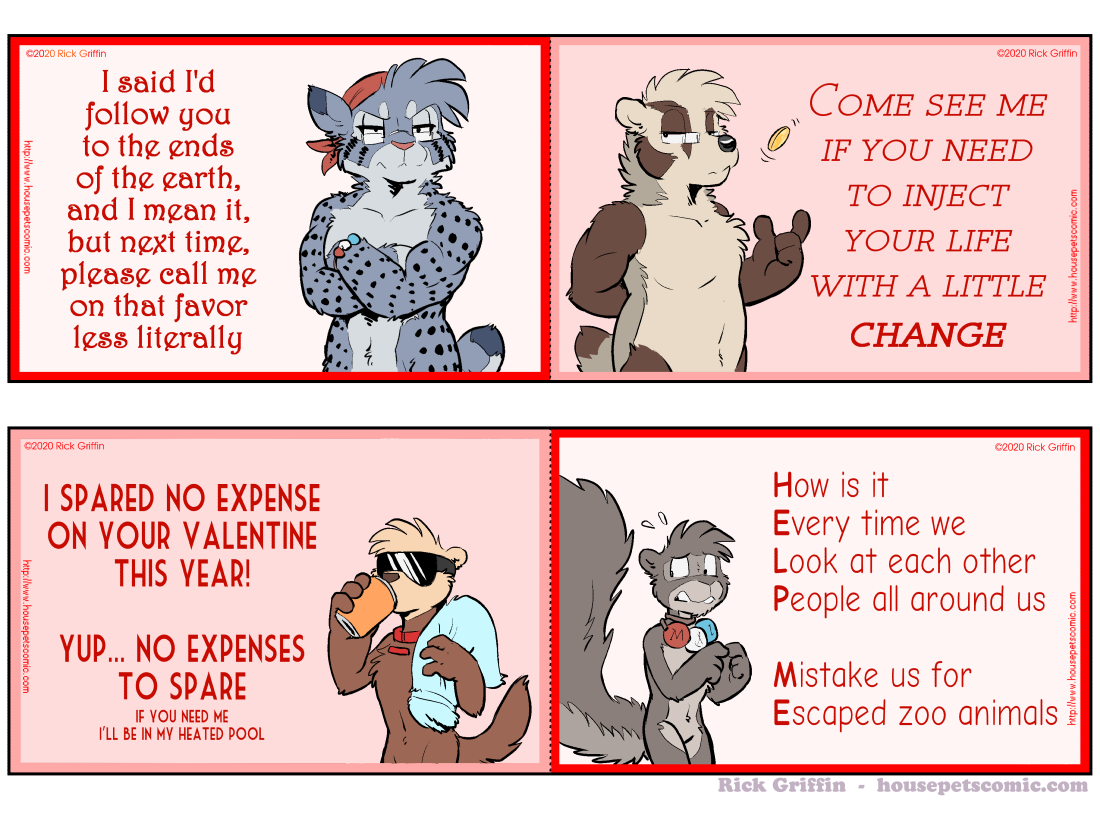 ©2020 Rick Griffin
I said I'd
follow you
to the ends
of the earth,
and I mean it,
but next time,
please call me
on that favor
less literally
http://www.housepetscomic.com
©2020 Rick Griffin
COME SEE ME
IF YOU NEED
TO INJECT
YOUR LIFE
WITH A LITTLE
CHANGE
http://www.housepetscomic.com
©2020 Rick Griffin
I SPARED NO EXPENSE
ON YOUR VALENTINE
THIS YEAR!
YUP... NO EXPENSES
TO SPARE
IF YOU NEED ME
I'LL BE IN MY HEATED POOL
http://www.housepetscomic.com
©2020 Rick Griffin
How is it
Every time we
Look at each other
People all around us
Mistake us for
Escaped zoo animals
M
http://www.housepetscomic.com
Rick Griffin - housepetscomic.com